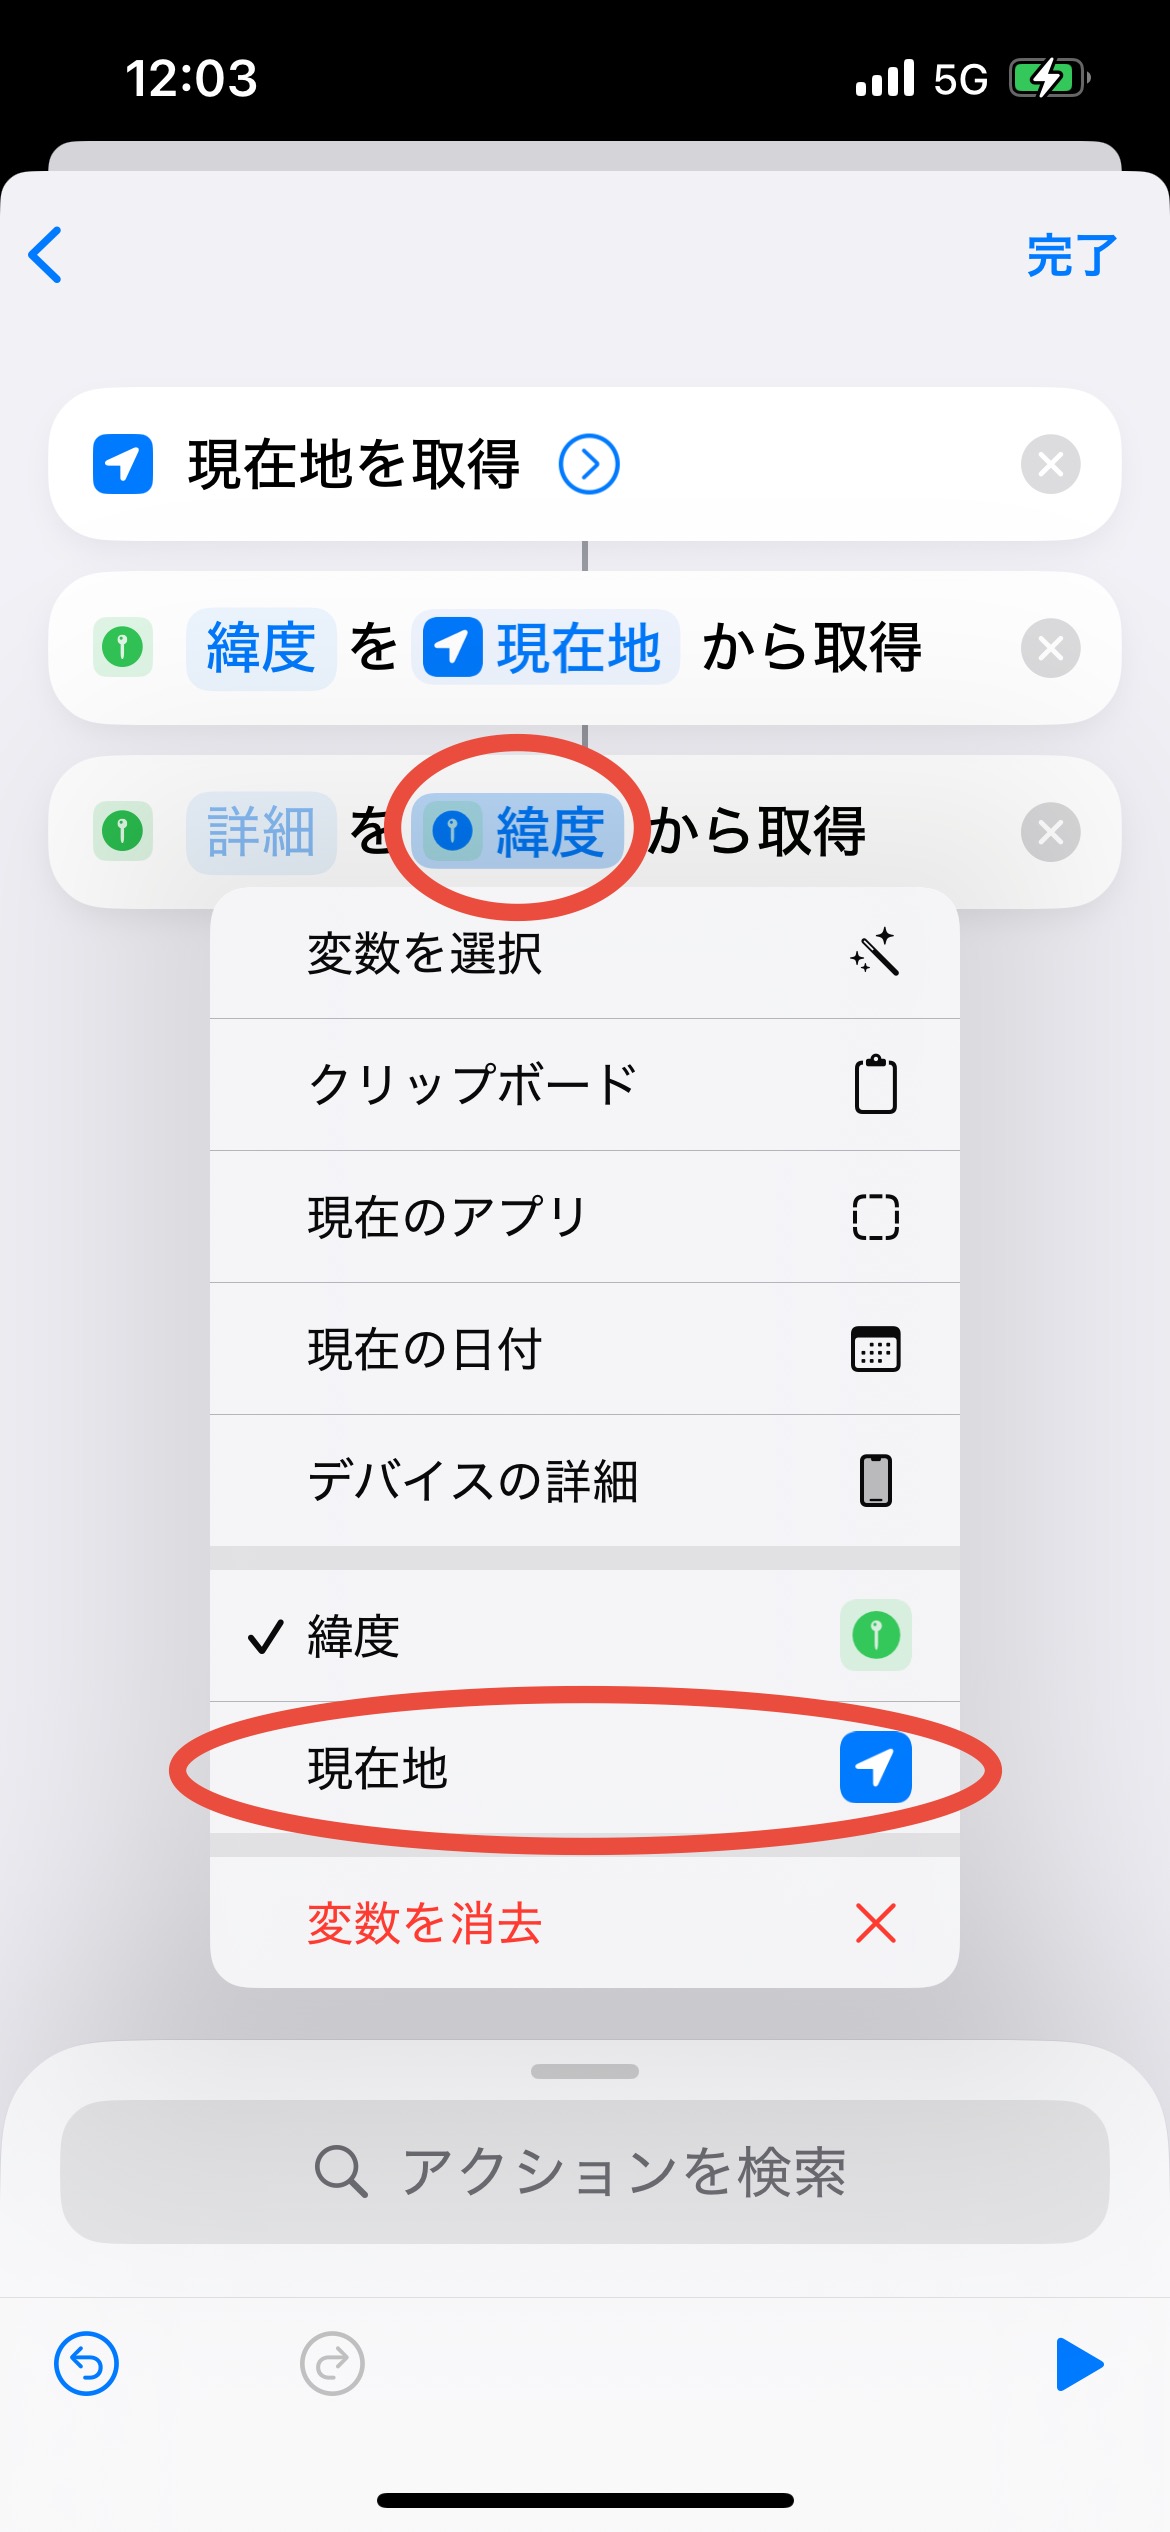 12:03 5G
完了
現在地を取得
緯度 を 現在地 から取得
詳細 を 緯度 から取得
変数を選択
クリップボード
現在のアプリ
現在の日付
デバイスの詳細
緯度
現在地
変数を消去
アクションを検索